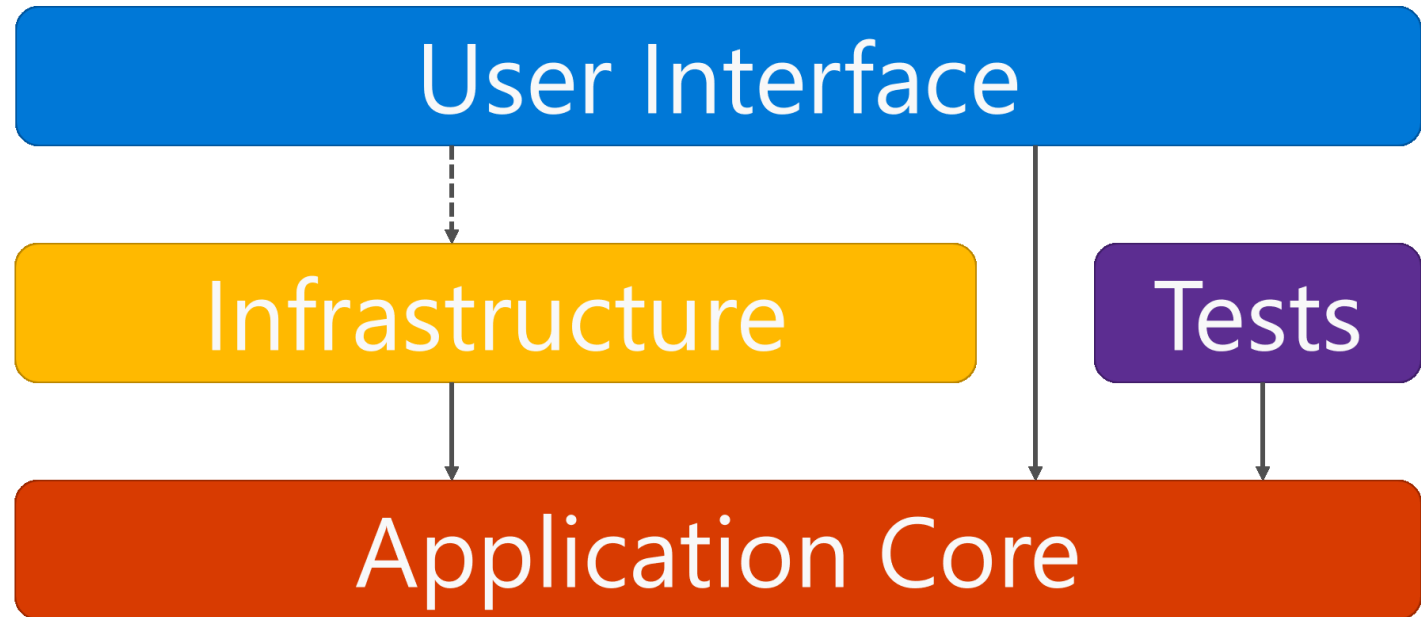 User Interface
Infrastructure
Tests
Application Core